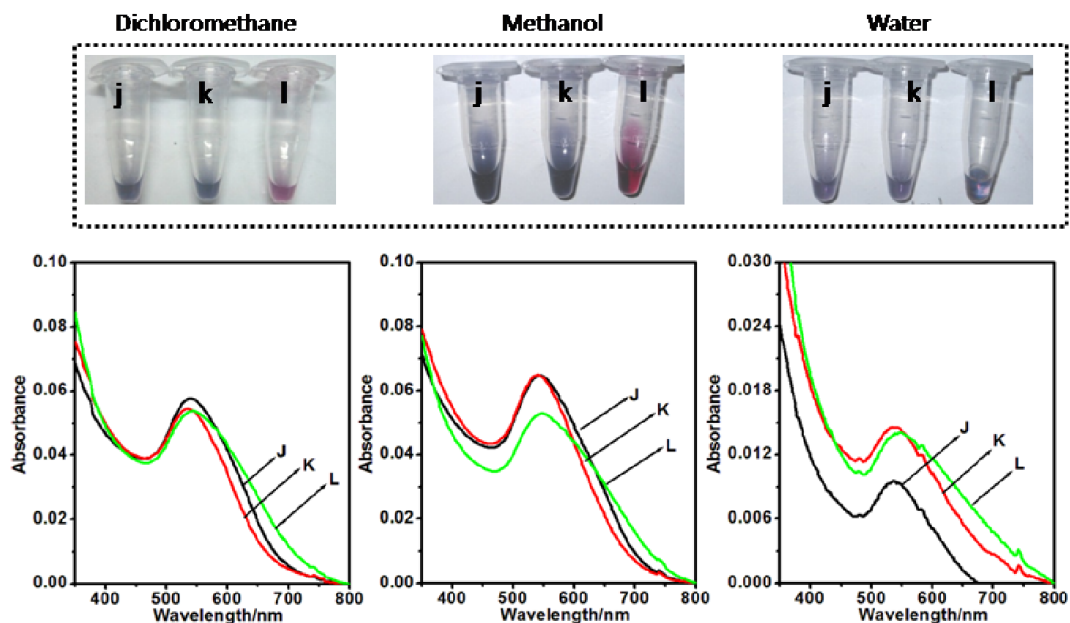 Dichloromethane Methanol Water
j k l j k l j k l
0.10 0.10 0.030
0.08 0.08 0.024
0.06 0.06 0.018
0.04 0.04 0.012
0.02 0.02 0.006
0.00 0.00 0.000
Absorbance Absorbance Absorbance
J K L J K L J K L
400 500 600 700 800 400 500 600 700 800 400 500 600 700 800
Wavelength/nm Wavelength/nm Wavelength/nm